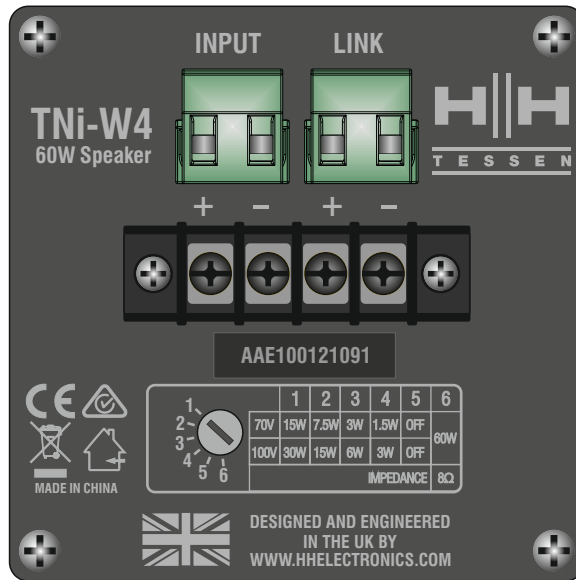 INPUT LINK
TNi-W4
60W Speaker
HH
TESSEN
+ - + -
AAE100121091
1 2 3 4 5 6
1
2
3
4
5
6
70V 15W 7.5W 3W 1.5W OFF 60W
100V 30W 15W 6W 3W OFF
IMPEDANCE 8Ω
CE
MADE IN CHINA
DESIGNED AND ENGINEERED
IN THE UK BY
WWW.HHELECTRONICS.COM